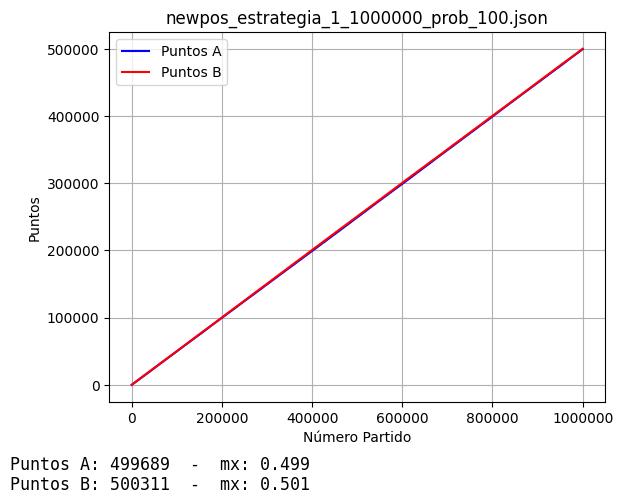 newpos_estrategia_1_1000000_prob_100.json
Puntos A
Puntos B
500000
400000
300000
200000
100000
0
Puntos
0 200000 400000 600000 800000 1000000
Número Partido
Puntos A: 499689 - mx: 0.499
Puntos B: 500311 - mx: 0.501